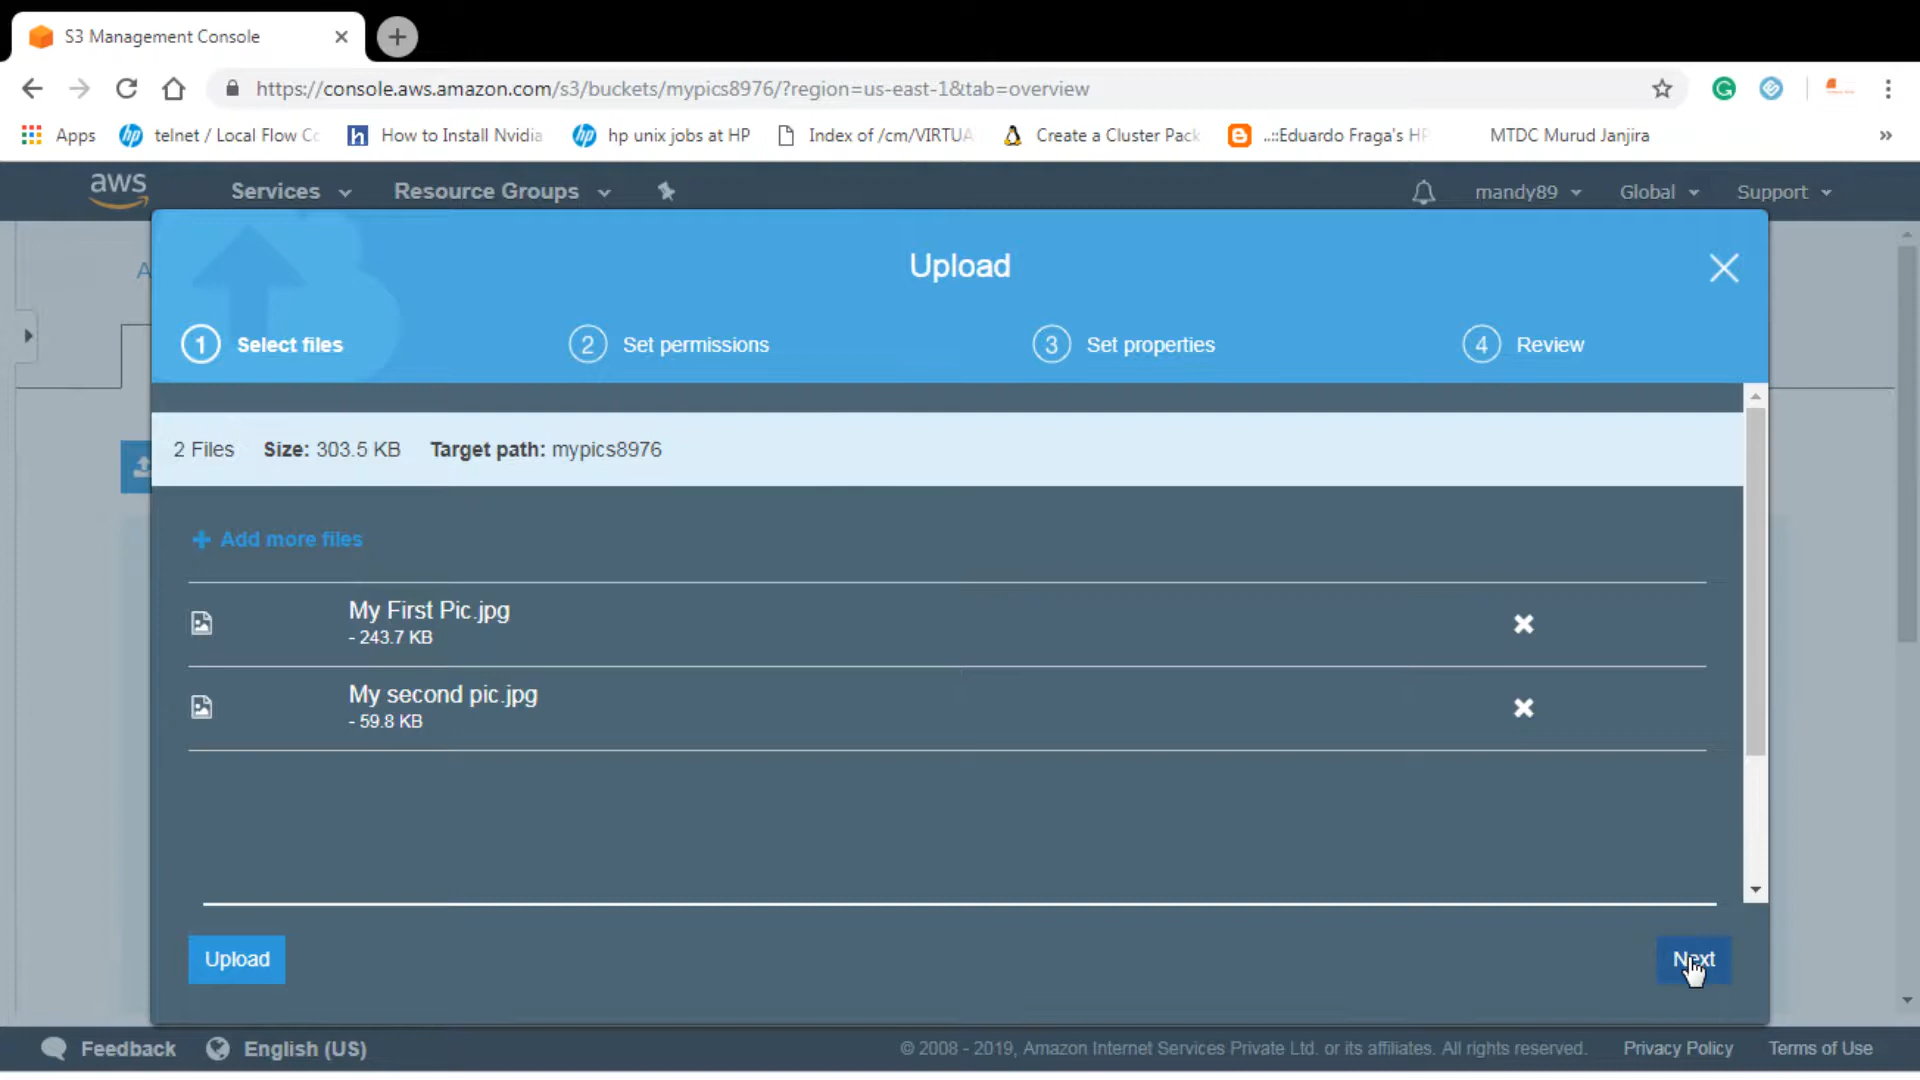 S3 Management Console
https://console.aws.amazon.com/s3/buckets/mypics8976/?region=us-east-1&tab=overview
Apps telnet / Local Flow Co How to Install Nvidia hp unix jobs at HP Index of /cm/VIRTUA Create a Cluster Pack ..::Eduardo Fraga's HP MTDC Murud Janjira »
aws Services Resource Groups mandy89 Global Support
A
Upload
1 Select files 2 Set permissions 3 Set properties 4 Review
2 Files Size: 303.5 KB Target path: mypics8976
+ Add more files
My First Pic.jpg
- 243.7 KB
My second pic.jpg
- 59.8 KB
Upload Next
Feedback English (US) © 2008 - 2019, Amazon Internet Services Private Ltd. or its affiliates. All rights reserved. Privacy Policy Terms of Use